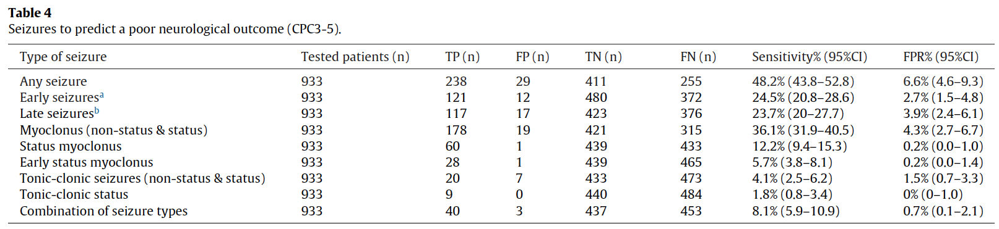 Table 4
Seizures to predict a poor neurological outcome (CPC3-5).
Type of seizure Tested patients (n) TP (n) FP (n) TN (n) FN (n) Sensitivity% (95%CI) FPR% (95%CI)
Any seizure 933 238 29 411 255 48.2% (43.8–52.8) 6.6% (4.6–9.3)
Early seizuresa 933 121 12 480 372 24.5% (20.8–28.6) 2.7% (1.5–4.8)
Late seizuresb 933 117 17 423 376 23.7% (20–27.7) 3.9% (2.4–6.1)
Myoclonus (non-status & status) 933 178 19 421 315 36.1% (31.9–40.5) 4.3% (2.7–6.7)
Status myoclonus 933 60 1 439 433 12.2% (9.4–15.3) 0.2% (0.0–1.0)
Early status myoclonus 933 28 1 439 465 5.7% (3.8–8.1) 0.2% (0.0–1.4)
Tonic-clonic seizures (non-status & status) 933 20 7 433 473 4.1% (2.5–6.2) 1.5% (0.7–3.3)
Tonic-clonic status 933 9 0 440 484 1.8% (0.8–3.4) 0% (0–1.0)
Combination of seizure types 933 40 3 437 453 8.1% (5.9–10.9) 0.7% (0.1–2.1)